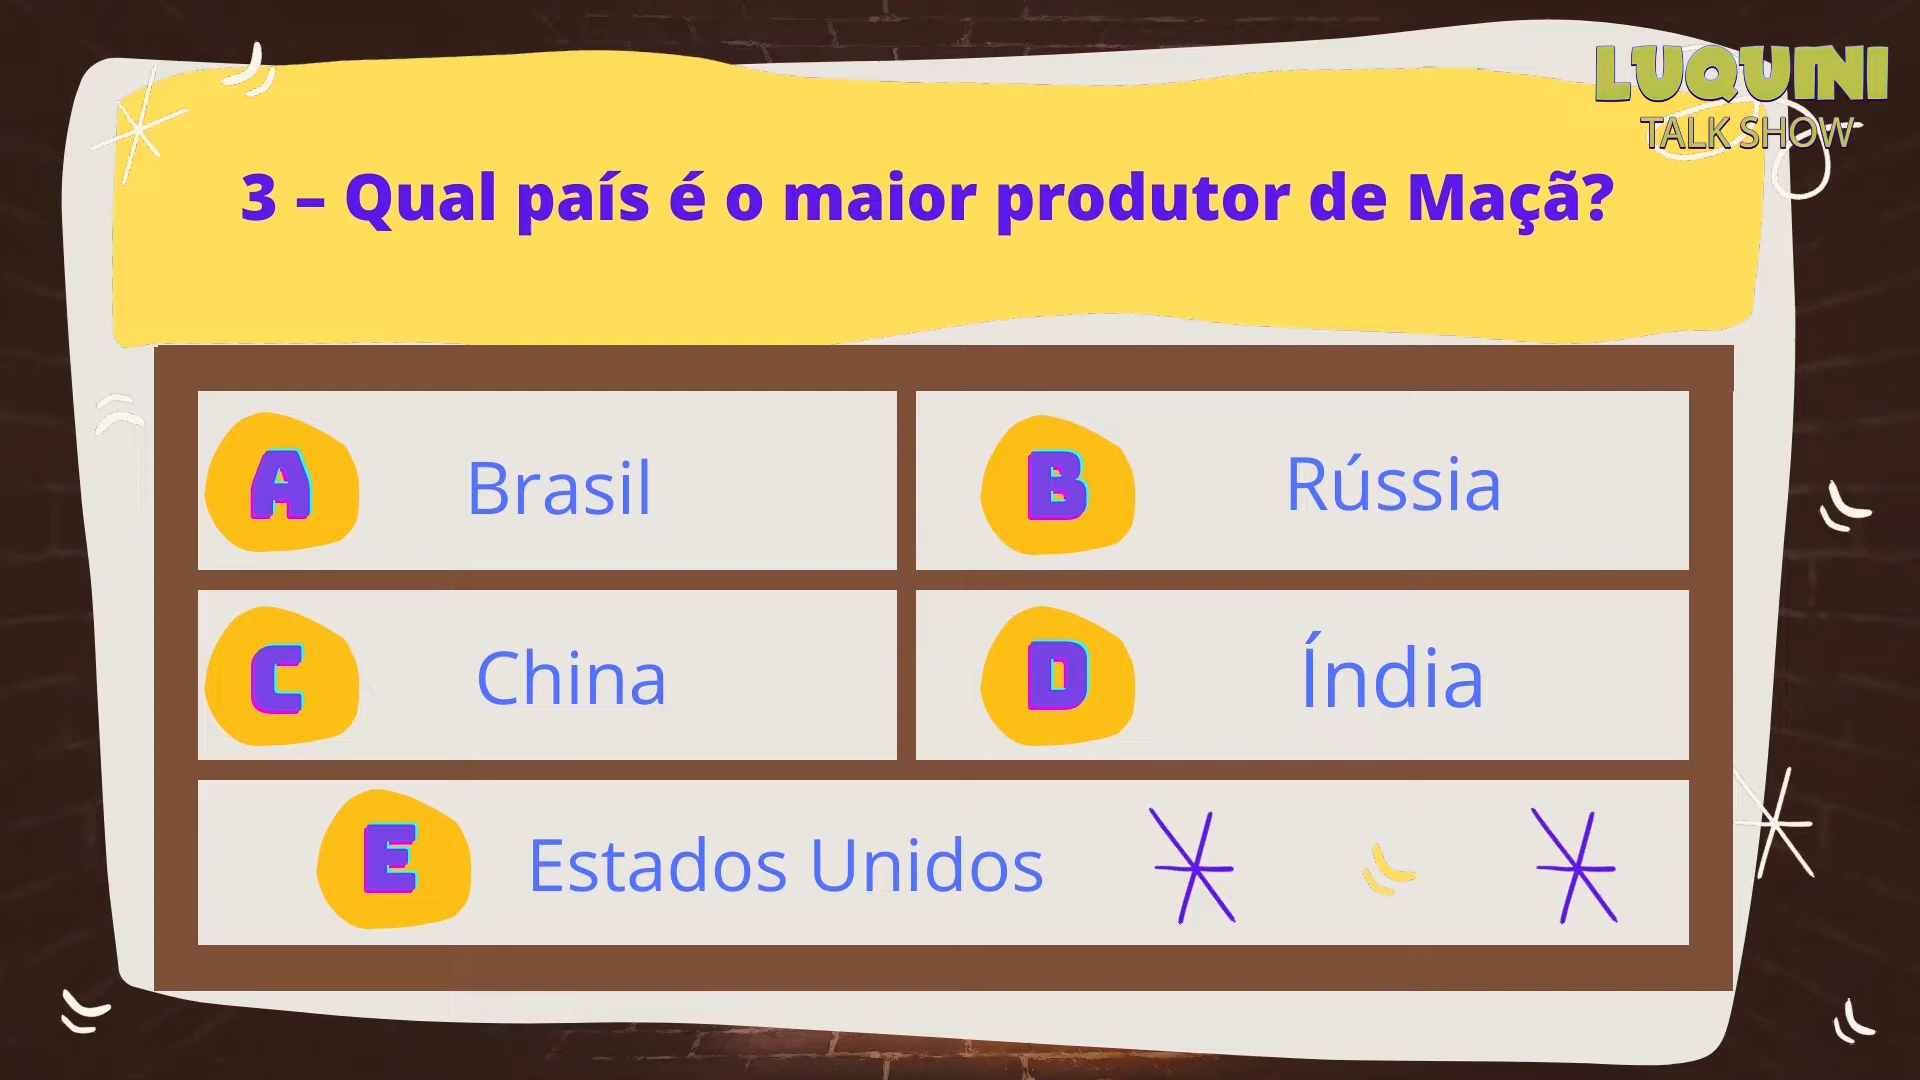 LUQUINI
TALK SHOW
3 – Qual país é o maior produtor de Maçã?
A Brasil
B Rússia
C China
D Índia
E Estados Unidos